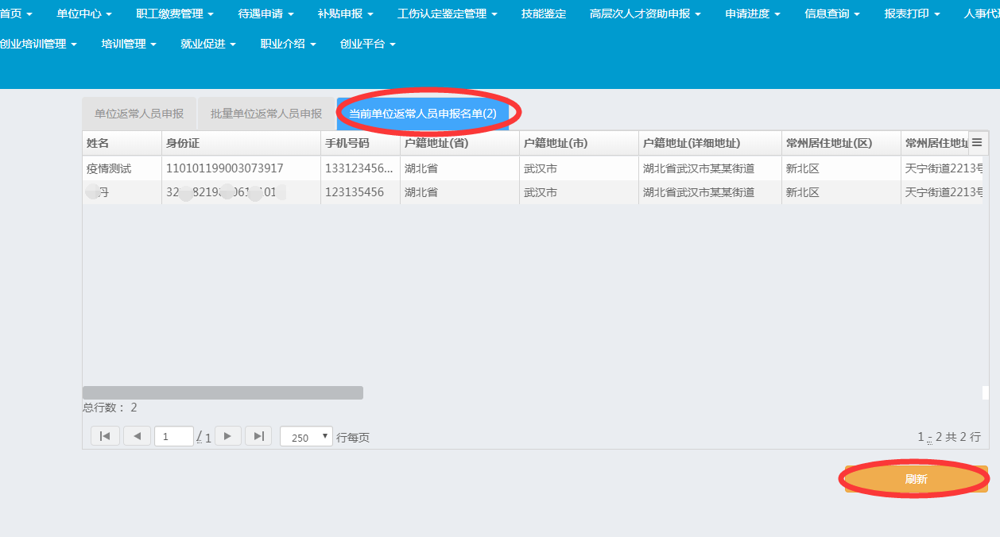 首页 单位中心 职工缴费管理 待遇申请 补贴申报 工伤认定鉴定管理 技能鉴定 高层次人才资助申报 申请进度 信息查询 报表打印 人事代
创业培训管理 培训管理 就业促进 职业介绍 创业平台
单位返常人员申报 批量单位返常人员申报 当前单位返常人员申报名单(2)
姓名 身份证 手机号码 户籍地址(省) 户籍地址(市) 户籍地址(详细地址) 常州居住地址(区) 常州居住地址
疫情测试 110101199003073917 133123456... 湖北省 武汉市 湖北省武汉市某某街道 新北区 天宁街道2213号
丹 123135456 湖北省 武汉市 湖北省武汉市某某街道 新北区 天宁街道2213号
总行数： 2
1 / 1 250 行每页 1 - 2 共 2 行
刷新